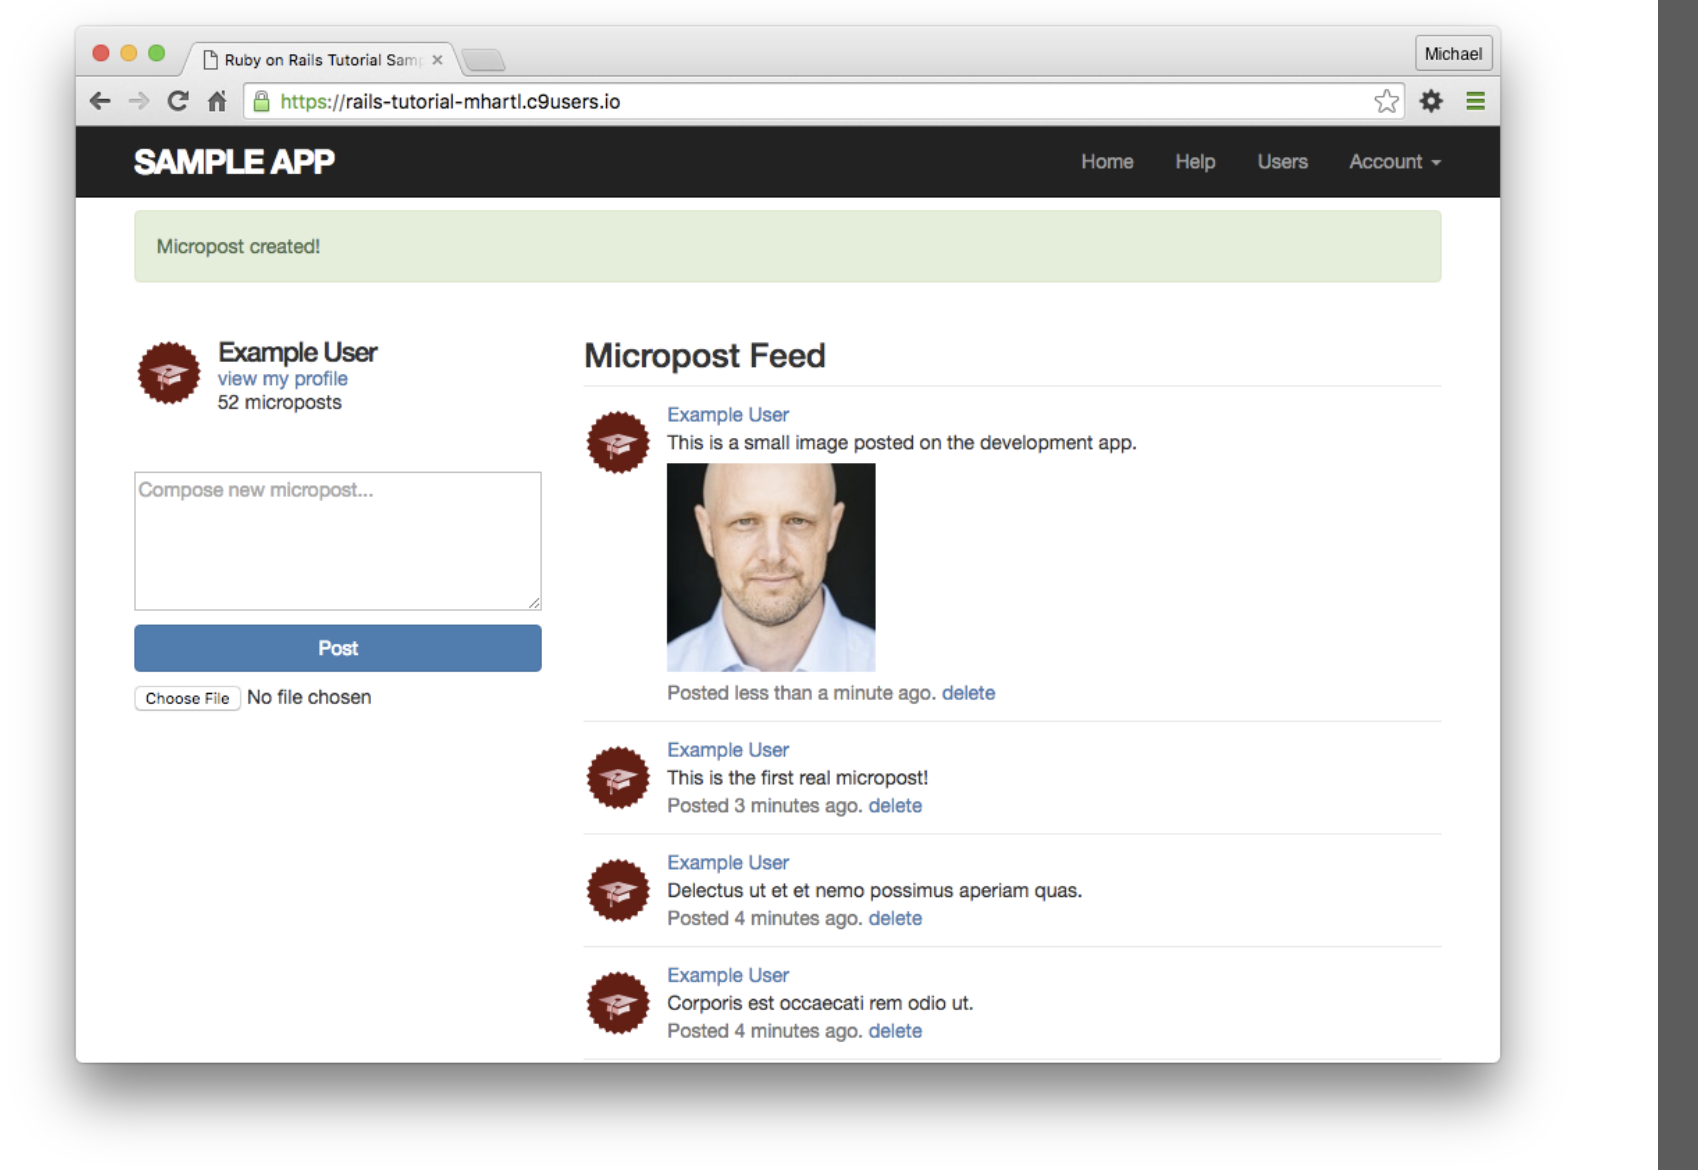 Ruby on Rails Tutorial Sam
Michael
https://rails-tutorial-mhartl.c9users.io
SAMPLE APP
Home Help Users Account
Micropost created!
Example User
view my profile
52 microposts
Compose new micropost...
Post
Choose File No file chosen
Micropost Feed
Example User
This is a small image posted on the development app.
Posted less than a minute ago. delete
Example User
This is the first real micropost!
Posted 3 minutes ago. delete
Example User
Delectus ut et et nemo possimus aperiam quas.
Posted 4 minutes ago. delete
Example User
Corporis est occaecati rem odio ut.
Posted 4 minutes ago. delete